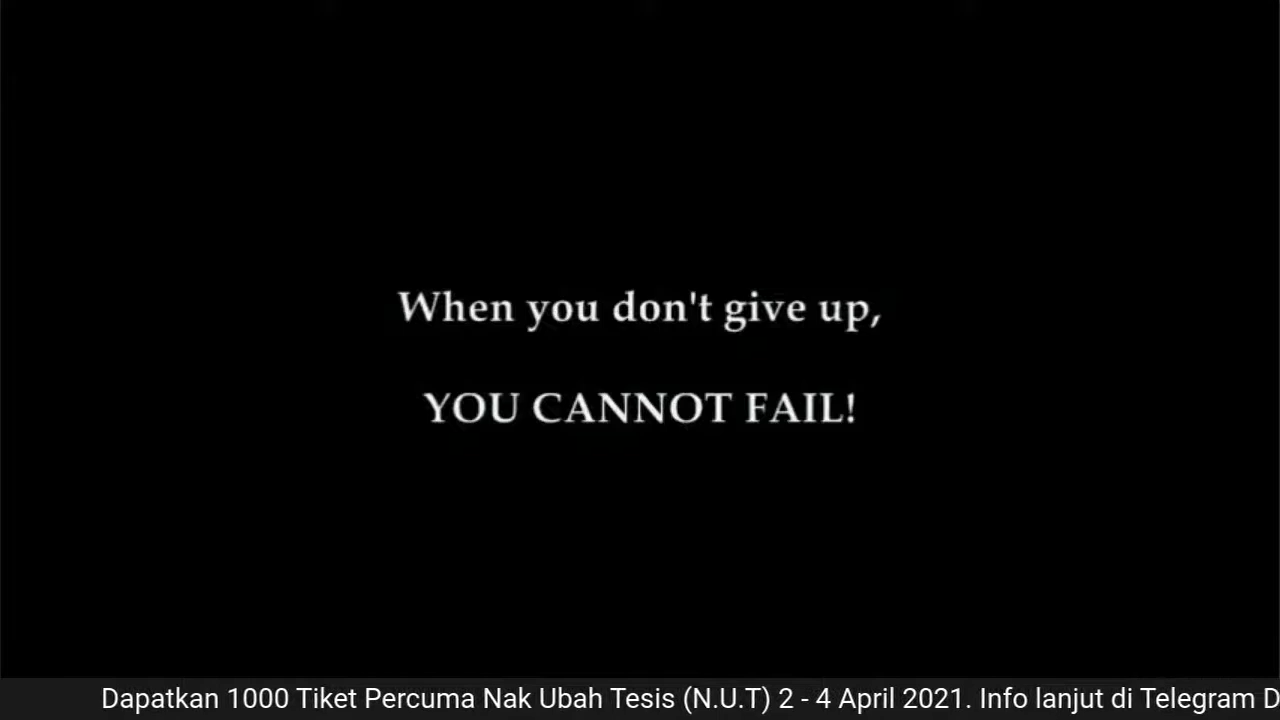 When you don't give up,
YOU CANNOT FAIL!
Dapatkan 1000 Tiket Percuma Nak Ubah Tesis (N.U.T) 2 - 4 April 2021. Info lanjut di Telegram D